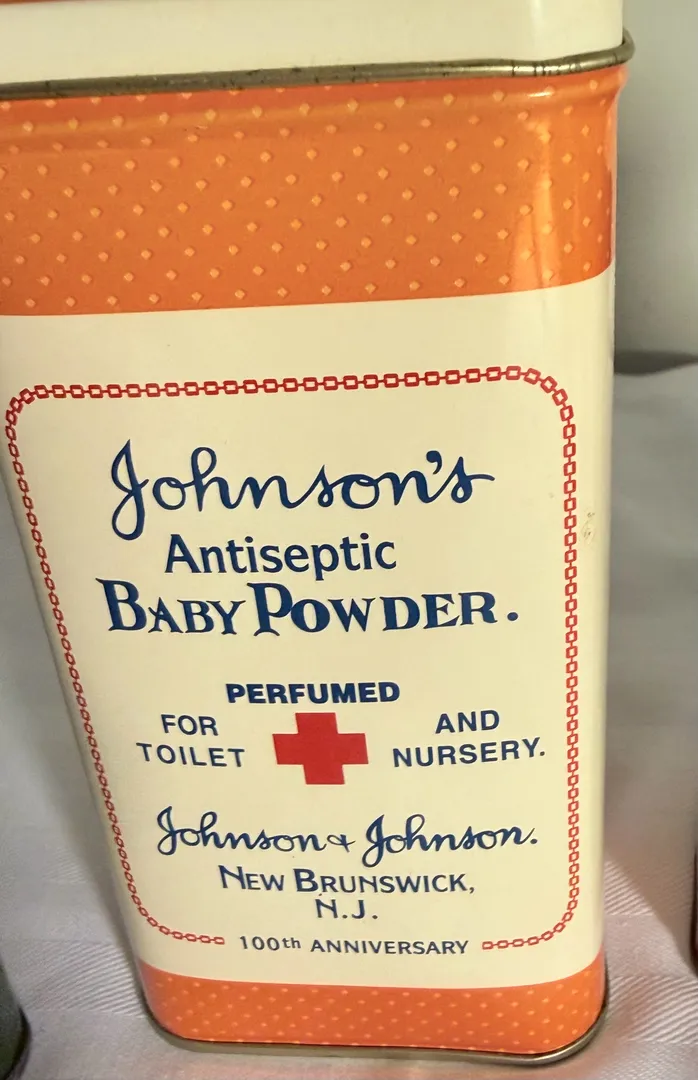 Johnson's
Antiseptic
BABY POWDER.
PERFUMED
FOR AND
TOILET NURSERY.
Johnson & Johnson.
NEW BRUNSWICK,
N.J.
100th ANNIVERSARY